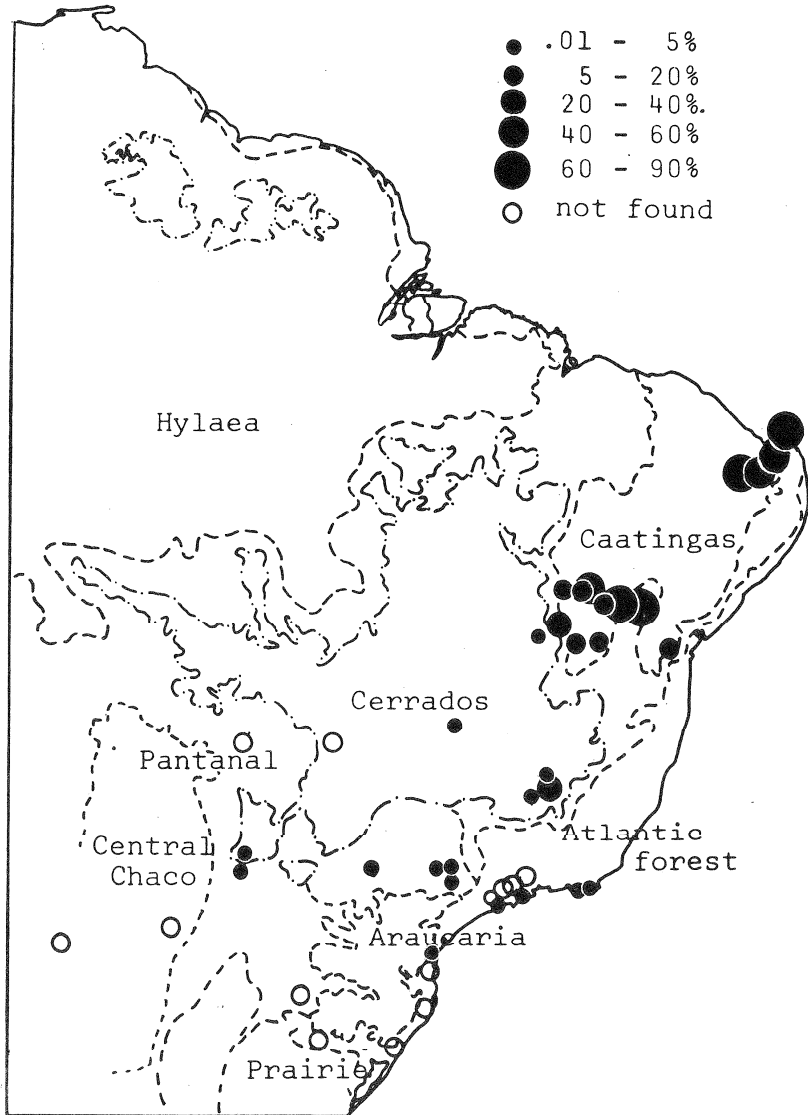 .01 - 5%
5 - 20%
20 - 40%.
40 - 60%
60 - 90%
not found
Hylaea
Caatingas
Cerrados
Pantanal
Central
Chaco
Atlantic
forest
Araucaria
Prairie